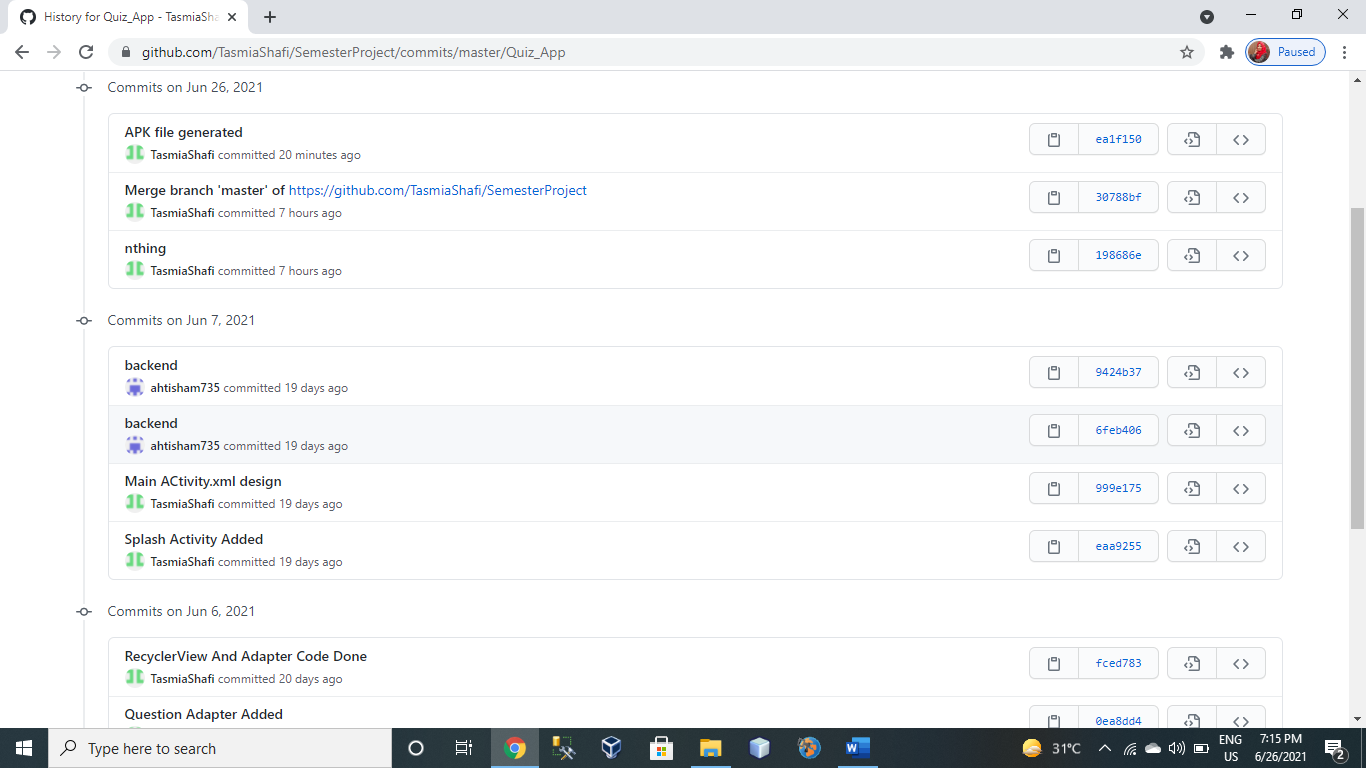 History for Quiz_App - TasmiaSha
github.com/TasmiaShafi/SemesterProject/commits/master/Quiz_App
Paused
Commits on Jun 26, 2021
APK file generated
ea1f150
TasmiaShafi committed 20 minutes ago
Merge branch 'master' of https://github.com/TasmiaShafi/SemesterProject
30788bf
TasmiaShafi committed 7 hours ago
nthing
198686e
TasmiaShafi committed 7 hours ago
Commits on Jun 7, 2021
backend
9424b37
ahtisham735 committed 19 days ago
backend
6feb406
ahtisham735 committed 19 days ago
Main ACtivity.xml design
999e175
TasmiaShafi committed 19 days ago
Splash Activity Added
eaa9255
TasmiaShafi committed 19 days ago
Commits on Jun 6, 2021
RecyclerView And Adapter Code Done
fced783
TasmiaShafi committed 20 days ago
Question Adapter Added
0ea8dd4
Type here to search
31°C
ENG
US
7:15 PM
6/26/2021
2